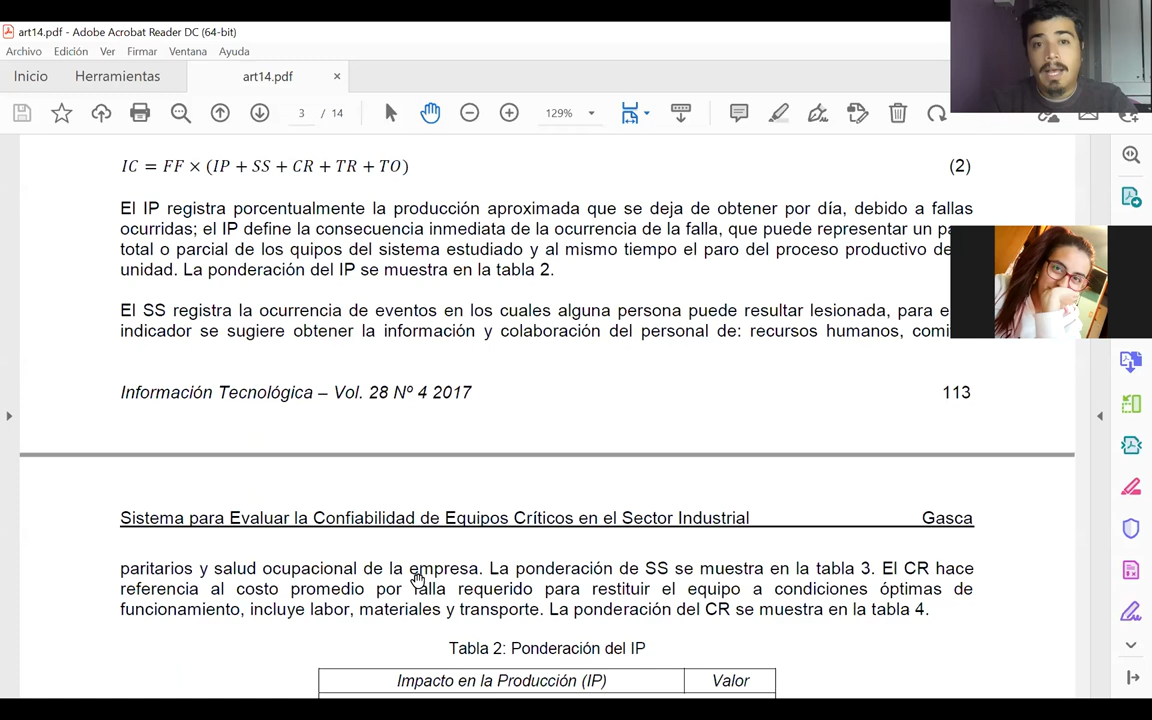 art14.pdf - Adobe Acrobat Reader DC (64-bit)
Archivo Edición Ver Firmar Ventana Ayuda
Inicio Herramientas art14.pdf ×
3 / 14 129%
IC = FF × (IP + SS + CR + TR + TO) (2)
El IP registra porcentualmente la producción aproximada que se deja de obtener por día, debido a fallas
ocurridas; el IP define la consecuencia inmediata de la ocurrencia de la falla, que puede representar un
total o parcial de los quipos del sistema estudiado y al mismo tiempo el paro del proceso productivo
unidad. La ponderación del IP se muestra en la tabla 2.
El SS registra la ocurrencia de eventos en los cuales alguna persona puede resultar lesionada, para
indicador se sugiere obtener la información y colaboración del personal de: recursos humanos,
Información Tecnológica – Vol. 28 Nº 4 2017 113
Sistema para Evaluar la Confiabilidad de Equipos Críticos en el Sector Industrial Gasca
paritarios y salud ocupacional de la empresa. La ponderación de SS se muestra en la tabla 3. El CR hace
referencia al costo promedio por falla requerido para restituir el equipo a condiciones óptimas de
funcionamiento, incluye labor, materiales y transporte. La ponderación del CR se muestra en la tabla 4.
Tabla 2: Ponderación del IP
Impacto en la Producción (IP) Valor